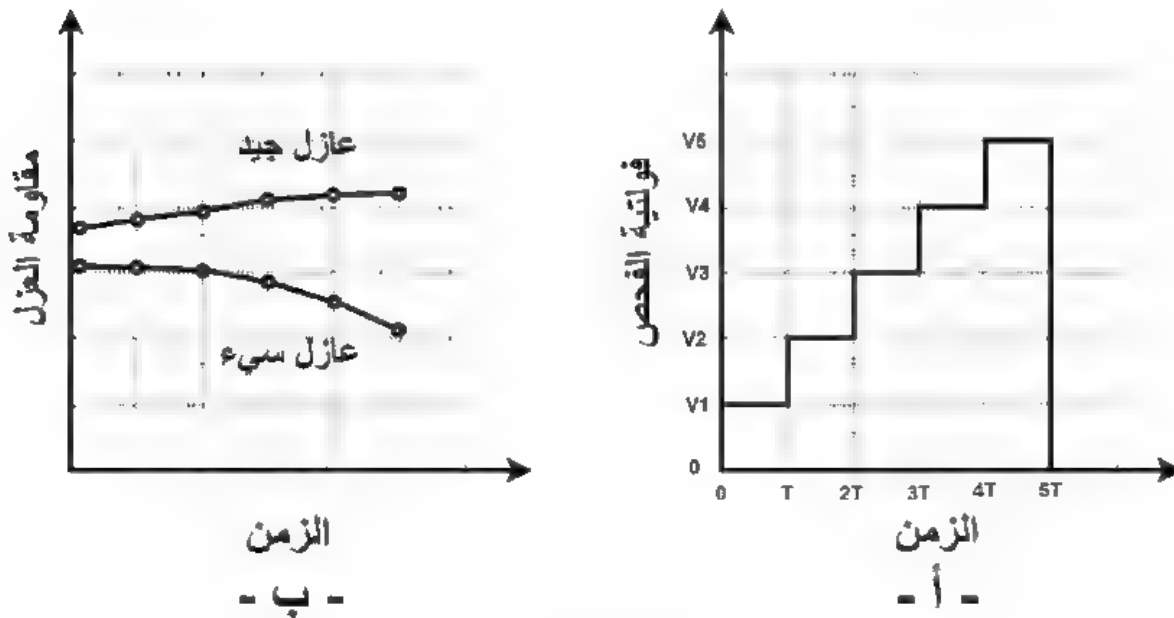 فولتية الفحص
V5
V4
V3
V2
V1
0
0 T 2T 3T 4T 5T
الزمن
- أ -
مقاومة العزل
عازل جيد
عازل سيء
الزمن
- ب -